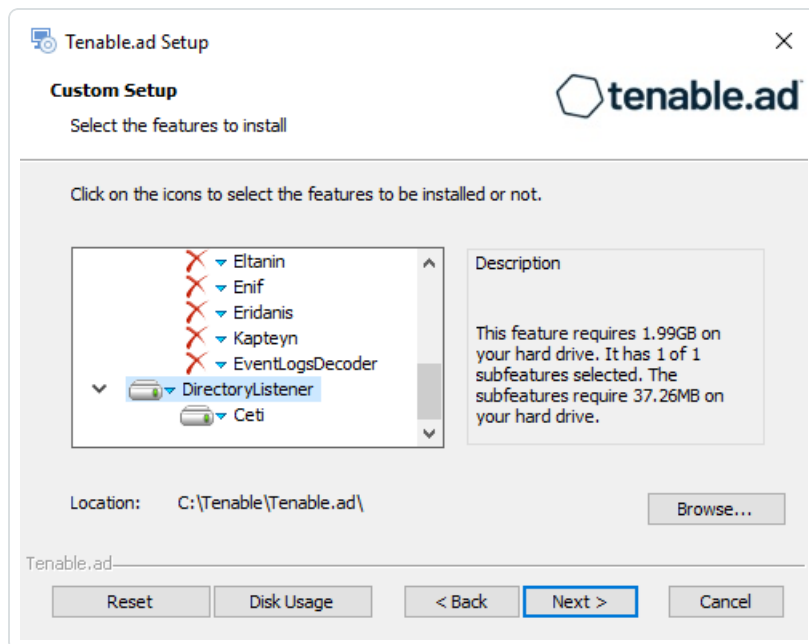 Tenable.ad Setup
Custom Setup
tenable.ad
Select the features to install
Click on the icons to select the features to be installed or not.
Eltanin
Enif
Eridanis
Kapteyn
EventLogsDecoder
DirectoryListener
Ceti
Description
This feature requires 1.99GB on
your hard drive. It has 1 of 1
subfeatures selected. The
subfeatures require 37.26MB on
your hard drive.
Location: C:\Tenable\Tenable.ad\
Browse...
Tenable.ad
Reset Disk Usage < Back Next > Cancel